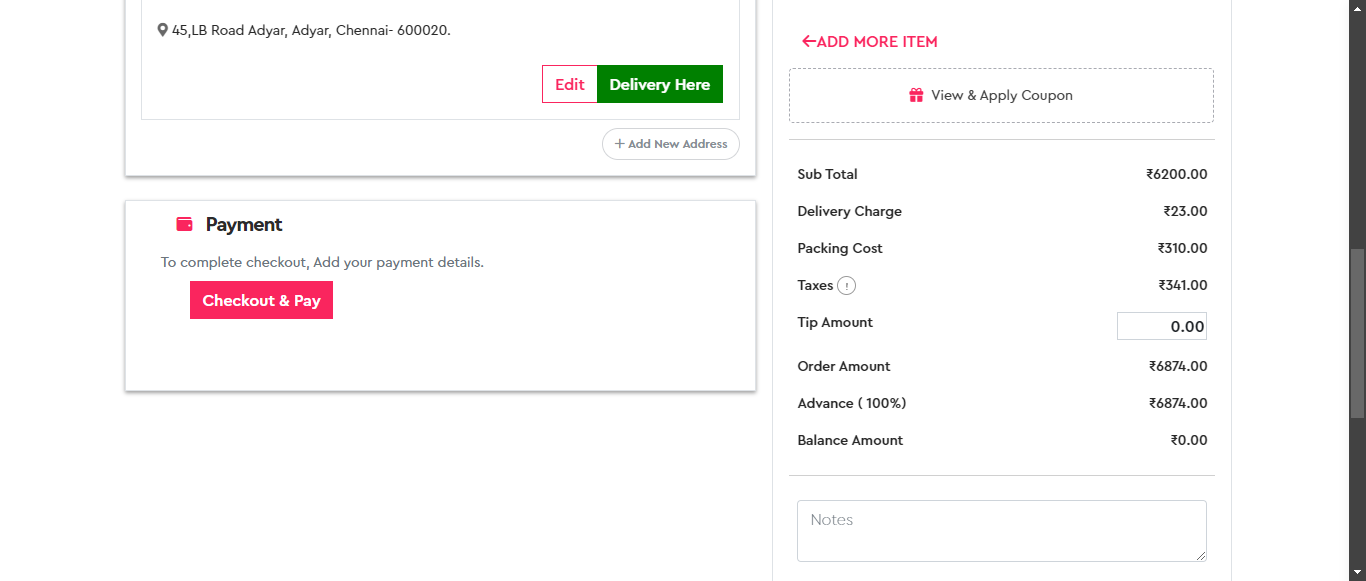 45,LB Road Adyar, Adyar, Chennai- 600020.
Edit
Delivery Here
+ Add New Address
Payment
To complete checkout, Add your payment details.
Checkout & Pay
ADD MORE ITEM
View & Apply Coupon
Sub Total ₹6200.00
Delivery Charge ₹23.00
Packing Cost ₹310.00
Taxes ! ₹341.00
Tip Amount 0.00
Order Amount ₹6874.00
Advance ( 100%) ₹6874.00
Balance Amount ₹0.00
Notes